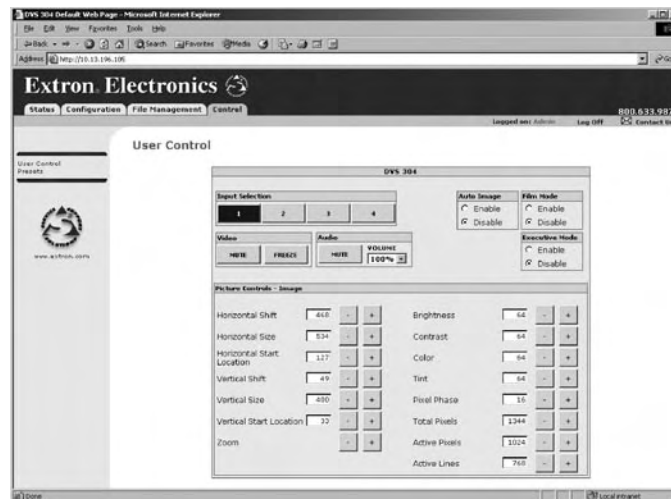 DVS 304 Default Web Page - Microsoft Internet Explorer
File Edit View Favorites Tools Help
Back Search Favorites Media
Address http://10.13.196.105 Go
Extron Electronics
Status Configuration File Management Control
800.633.987
Logged on: Admin Log Off Contact Us
User Control
User Control
Presets
www.extron.com
DVS 304
Input Selection
1 2 3 4
Auto Image
Enable
Disable
Film Mode
Enable
Disable
Video
MUTE FREEZE
Audio
MUTE VOLUME
100%
Executive Mode
Enable
Disable
Picture Controls - Image
Horizontal Shift 468 - +
Brightness 64 - +
Horizontal Size 534 - +
Contrast 64 - +
Horizontal Start Location 127 - +
Color 64 - +
Vertical Shift 49 - +
Tint 64 - +
Vertical Size 480 - +
Pixel Phase 16 - +
Vertical Start Location 33 - +
Total Pixels 1344 - +
Zoom - +
Active Pixels 1024 - +
Active Lines 768 - +
Done Local intranet